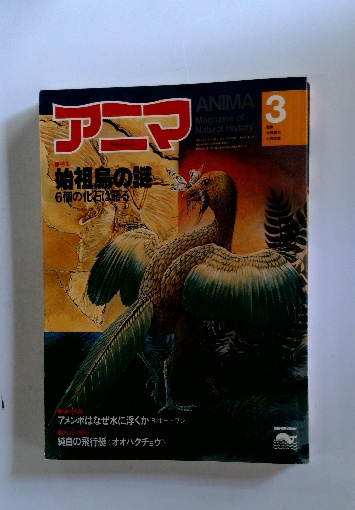 アニマ
ANIMA
Magazine of
Natural History
3
始祖鳥の謎
6個の化石は語る
アメンボはなぜ水に浮くか
純白の飛行艇〈オオハクチョウ〉